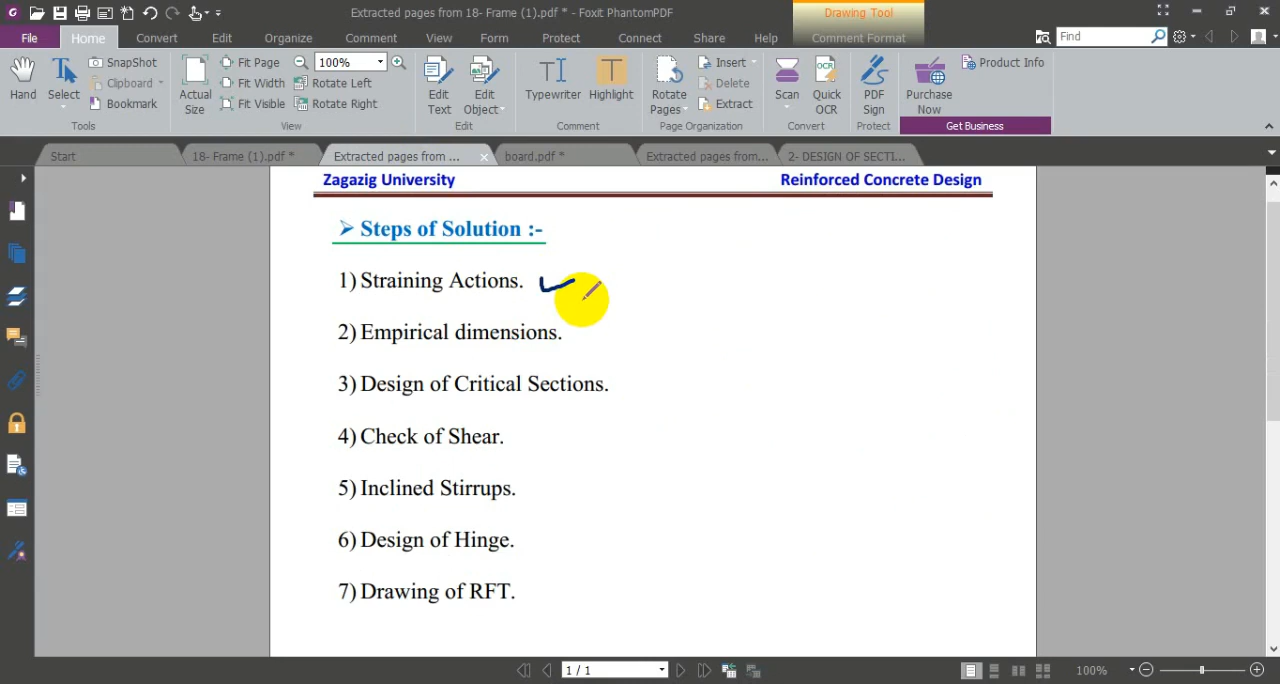 Extracted pages from 18- Frame (1).pdf * - Foxit PhantomPDF
Drawing Tool
File Home Convert Edit Organize Comment View Form Protect Connect Share Help Comment Format
Find
Hand
Select
SnapShot
Clipboard
Bookmark
Tools
Actual Size
Fit Page
Fit Width
Fit Visible
100%
Rotate Left
Rotate Right
View
Edit Text
Edit Object
Edit
Typewriter
Highlight
Comment
Rotate Pages
Insert
Delete
Extract
Page Organization
Scan
Quick OCR
Convert
PDF Sign
Protect
Purchase Now
Product Info
Get Business
Start
18- Frame (1).pdf *
Extracted pages from ...
board.pdf *
Extracted pages from...
2- DESIGN OF SECTI...
Zagazig University
Reinforced Concrete Design
➢ Steps of Solution :-
1) Straining Actions.
2) Empirical dimensions.
3) Design of Critical Sections.
4) Check of Shear.
5) Inclined Stirrups.
6) Design of Hinge.
7) Drawing of RFT.
1 / 1
100%